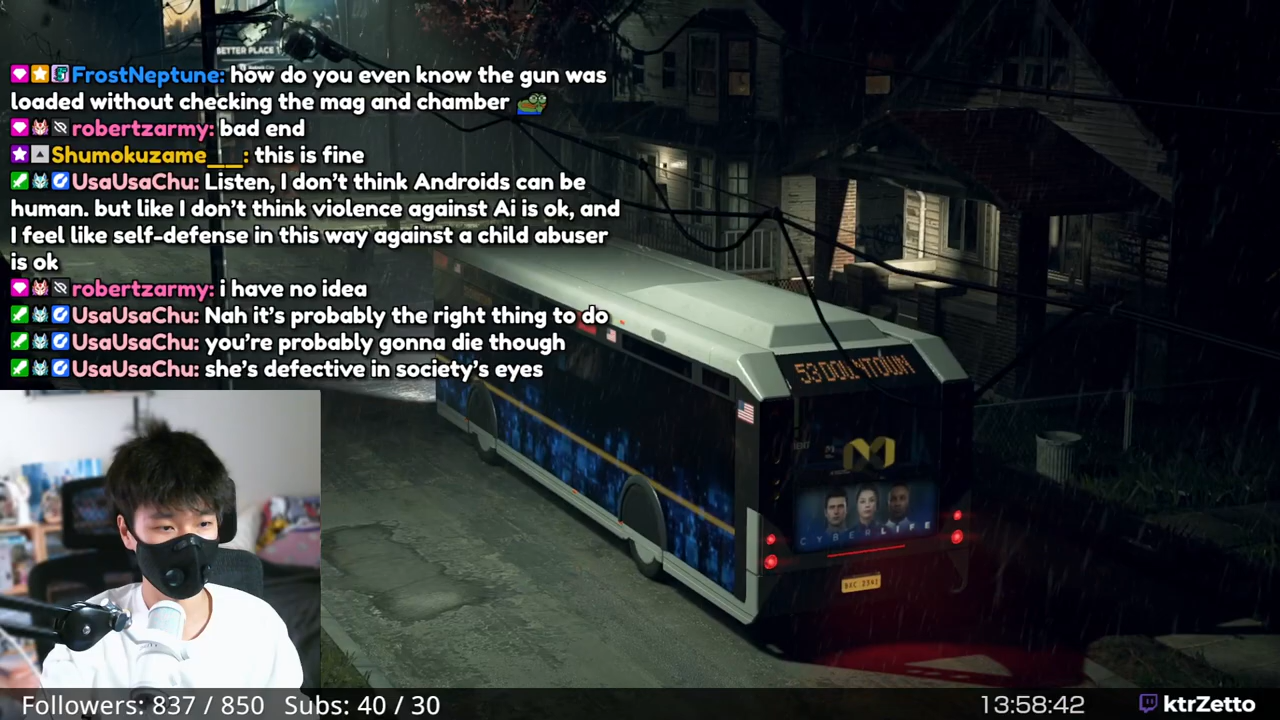 BETTER PLACE
FrostNeptune: how do you even know the gun was
loaded without checking the mag and chamber
robertzarmy: bad end
Shumokuzame__: this is fine
UsaUsaChu: Listen, I don't think Androids can be
human. but like I don't think violence against Ai is ok, and
I feel like self-defense in this way against a child abuser
is ok
robertzarmy: i have no idea
UsaUsaChu: Nah it's probably the right thing to do
UsaUsaChu: you're probably gonna die though
UsaUsaChu: she's defective in society's eyes
53 DOWNTOWN
CYBERLIFE
Followers: 837 / 850 Subs: 40 / 30
13:58:42
ktrZetto